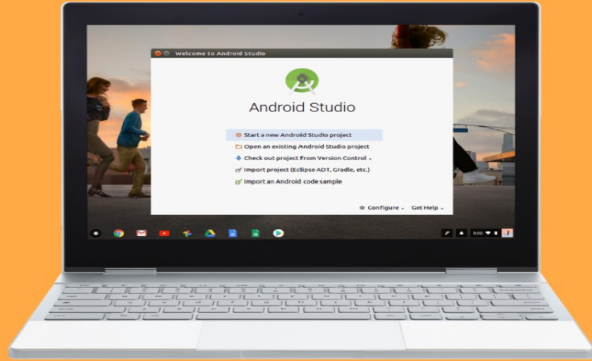 Welcome to Android Studio
Android Studio
Start a new Android Studio project
Open an existing Android Studio project
Check out project from Version Control
Import project (Eclipse ADT, Gradle, etc.)
Import an Android code sample
Configure
Get Help